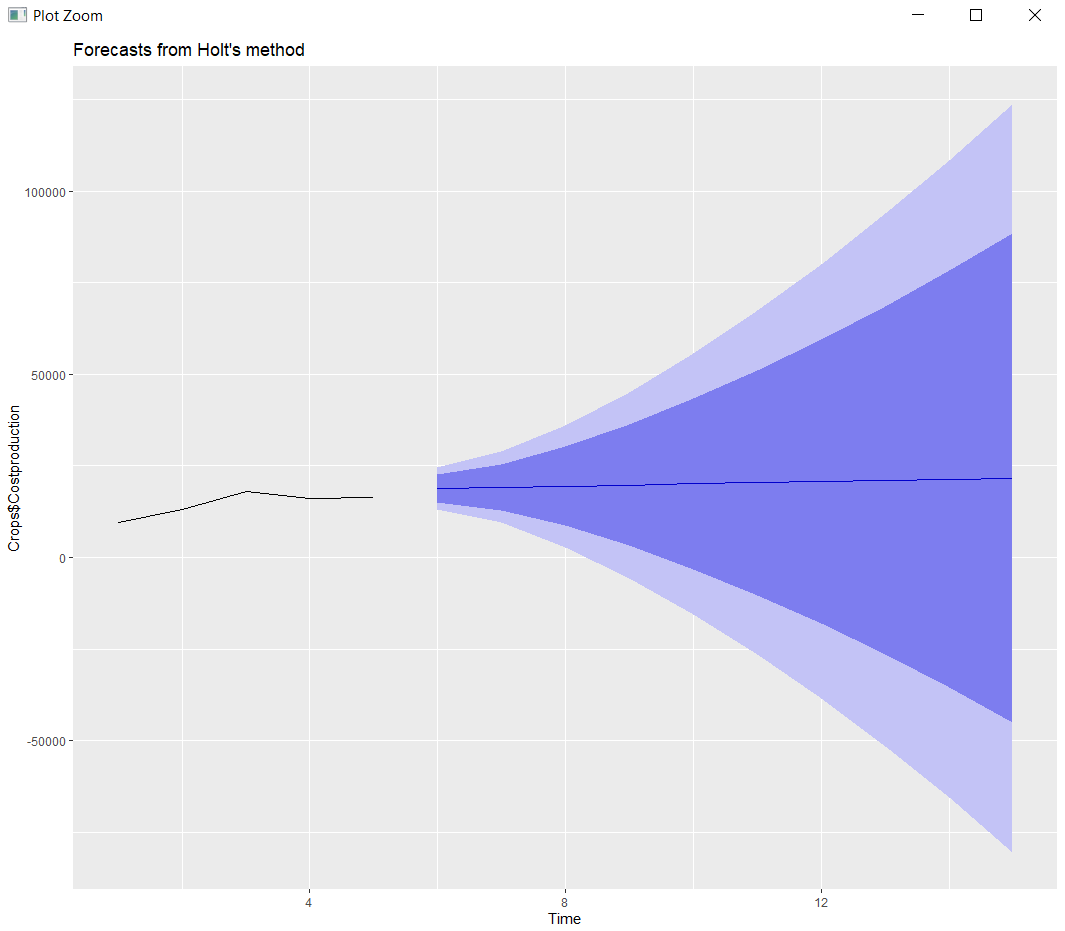 Plot Zoom
Forecasts from Holt's method
100000
50000
0
-50000
Crops$Costproduction
4 8 12
Time